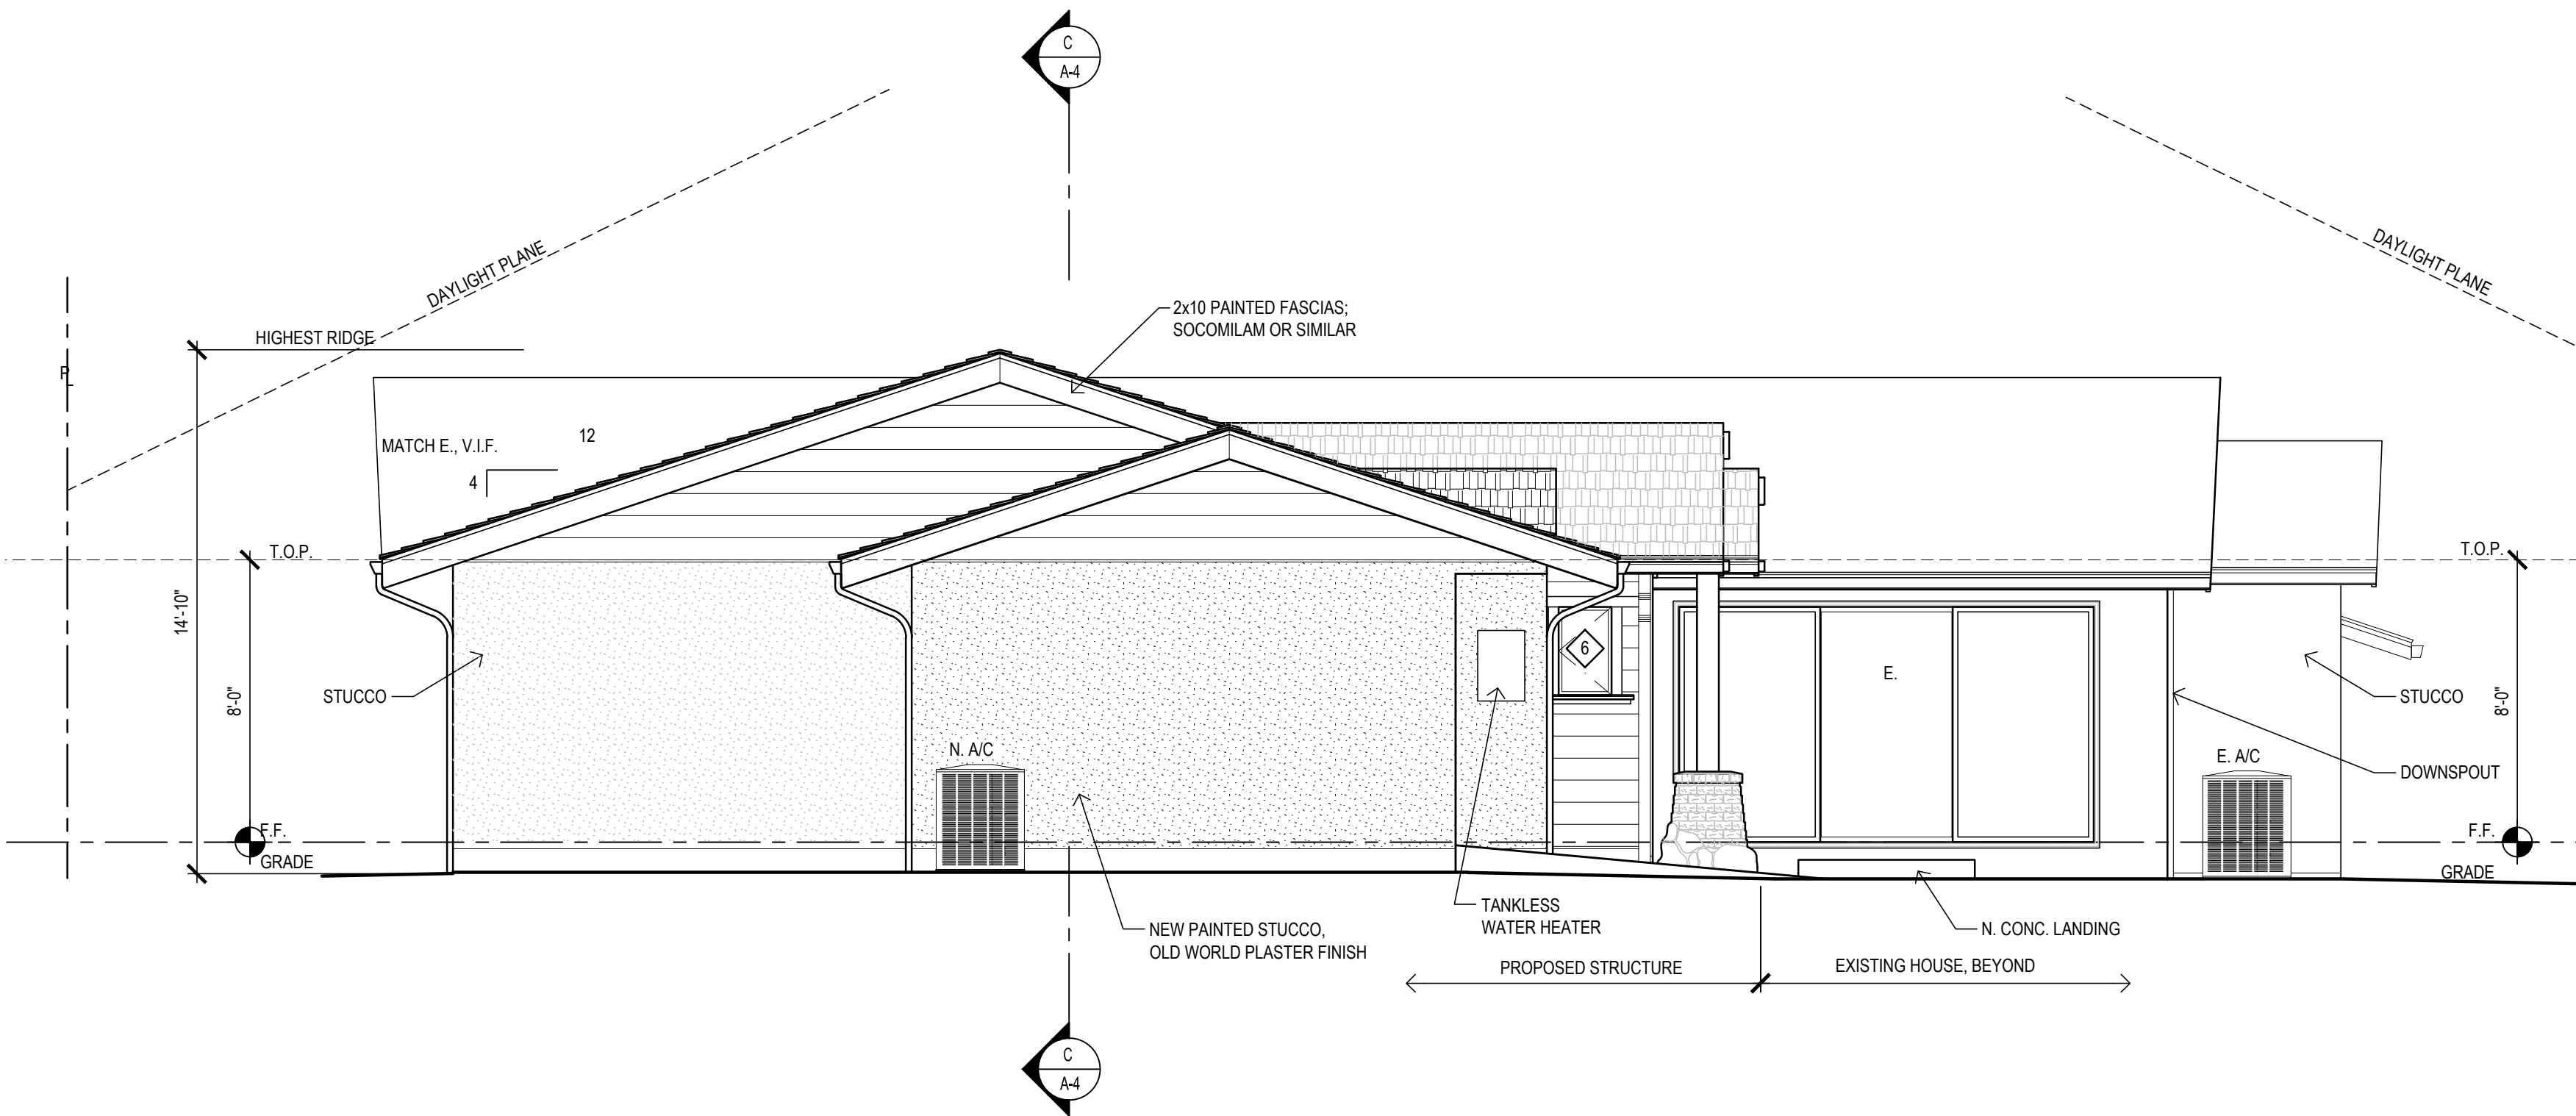 C
A-4
DAYLIGHT PLANE
DAYLIGHT PLANE
2x10 PAINTED FASCIAS;
SOCOMILAM OR SIMILAR
HIGHEST RIDGE
PL
MATCH E., V.I.F.
12
4
T.O.P.
T.O.P.
14'-10"
8'-0"
STUCCO
6
E.
STUCCO
8'-0"
N. A/C
E. A/C
DOWNSPOUT
F.F.
GRADE
F.F.
GRADE
TANKLESS
WATER HEATER
NEW PAINTED STUCCO,
OLD WORLD PLASTER FINISH
N. CONC. LANDING
PROPOSED STRUCTURE
EXISTING HOUSE, BEYOND
C
A-4